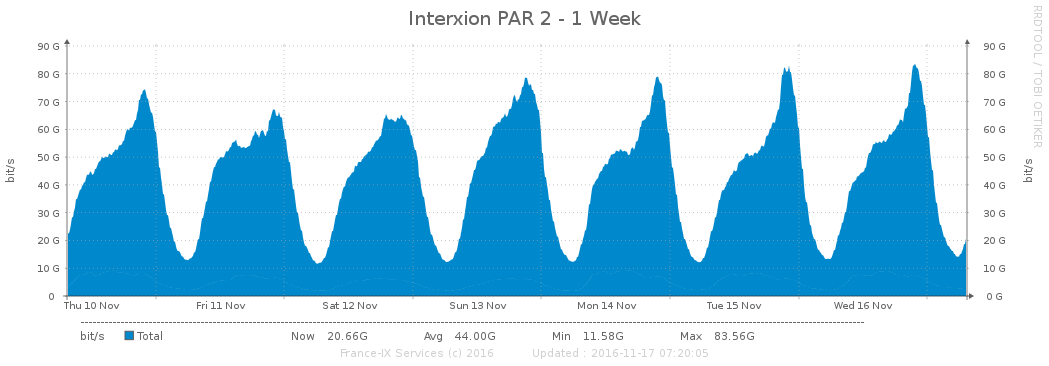 Interxion PAR 2 - 1 Week
RRDTOOL / TOBI OETIKER
90 G 90 G
80 G 80 G
70 G 70 G
60 G 60 G
50 G 50 G
40 G 40 G
30 G 30 G
20 G 20 G
10 G 10 G
0 0 G
bit/s
bit/s
Thu 10 Nov Fri 11 Nov Sat 12 Nov Sun 13 Nov Mon 14 Nov Tue 15 Nov Wed 16 Nov
bit/s Total Now 20.66G Avg 44.00G Min 11.58G Max 83.56G
France-IX Services (c) 2016 Updated : 2016-11-17 07:20:05